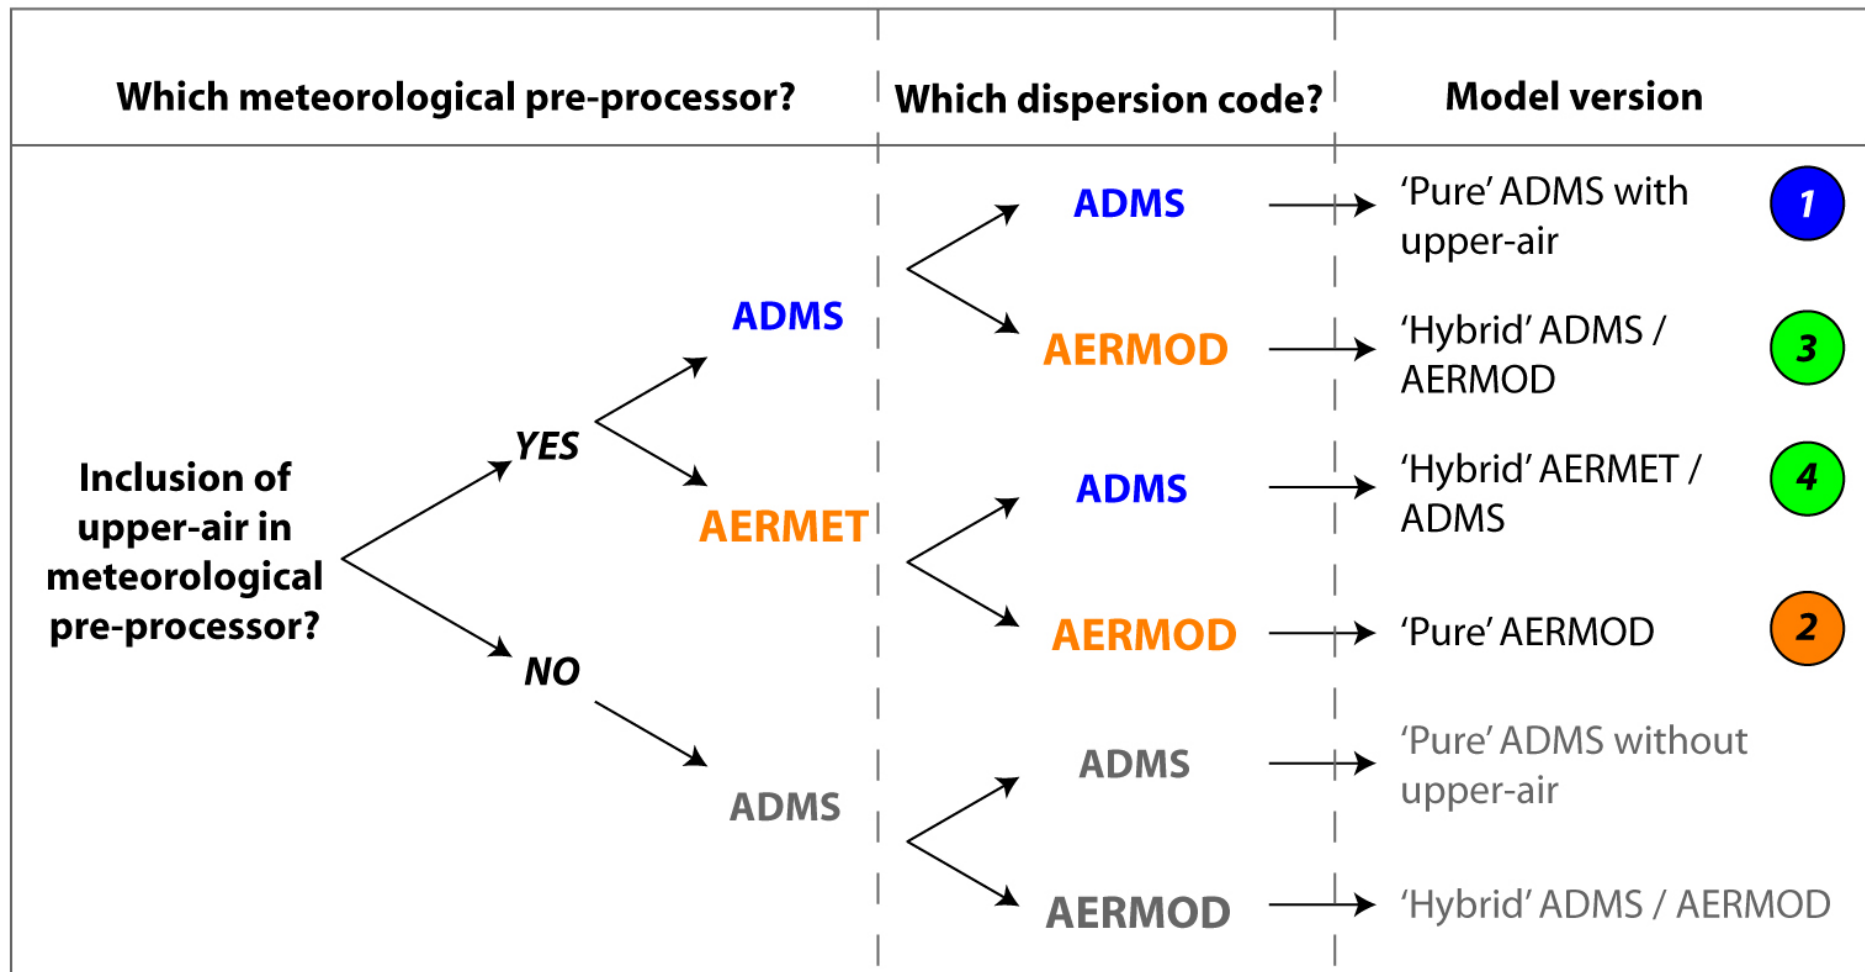 Which meteorological pre-processor?
Which dispersion code?
Model version
Inclusion of
upper-air in
meteorological
pre-processor?
YES
NO
ADMS
AERMET
ADMS
ADMS
AERMOD
ADMS
AERMOD
ADMS
AERMOD
‘Pure’ ADMS with
upper-air
1
‘Hybrid’ ADMS /
AERMOD
3
‘Hybrid’ AERMET /
ADMS
4
‘Pure’ AERMOD
2
‘Pure’ ADMS without
upper-air
‘Hybrid’ ADMS / AERMOD